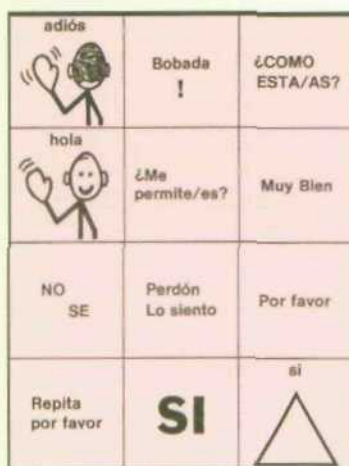 adiós
Bobada
!
¿COMO
ESTA/AS?
hola
¿Me
permite/es?
Muy Bien
NO
SE
Perdón
Lo siento
Por favor
Repita
por favor
SI
si